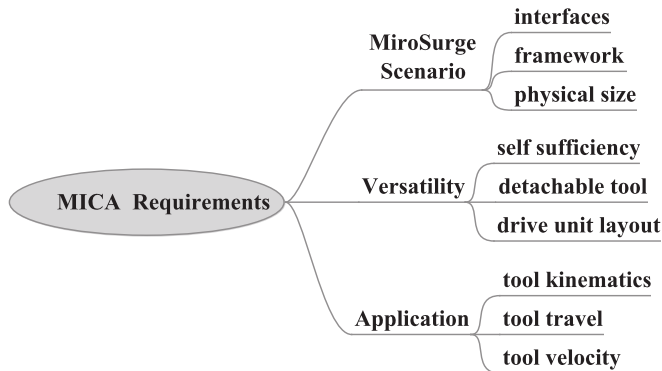 MICA Requirements
MiroSurge
Scenario
interfaces
framework
physical size
Versatility
self sufficiency
detachable tool
drive unit layout
Application
tool kinematics
tool travel
tool velocity